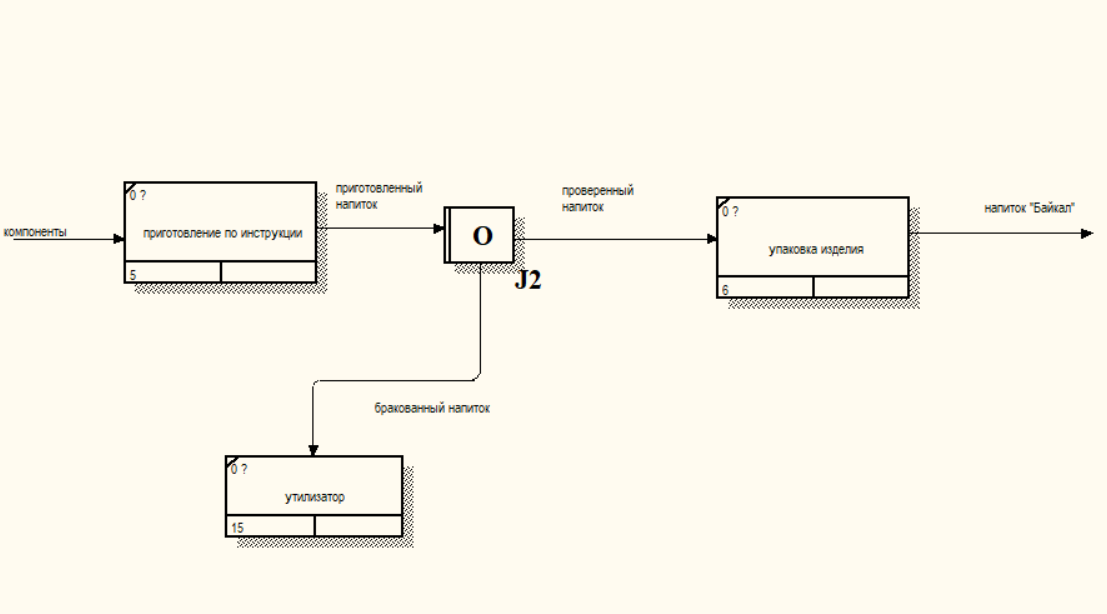 приготовленный
напиток
проверенный
напиток
0 ?
0 ?
напиток "Байкал"
компоненты
приготовление по инструкции
O
упаковка изделия
5
J2
6
бракованный напиток
0 ?
утилизатор
15